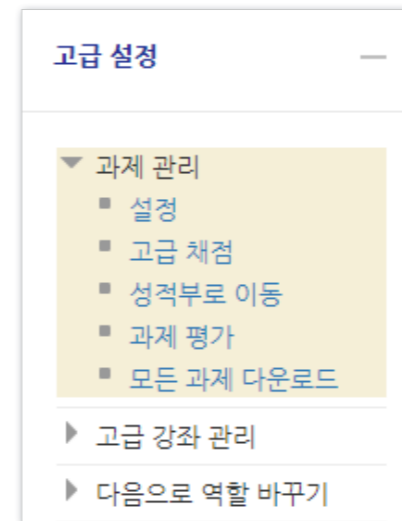 고급 설정
과제 관리
설정
고급 채점
성적부로 이동
과제 평가
모든 과제 다운로드
고급 강좌 관리
다음으로 역할 바꾸기